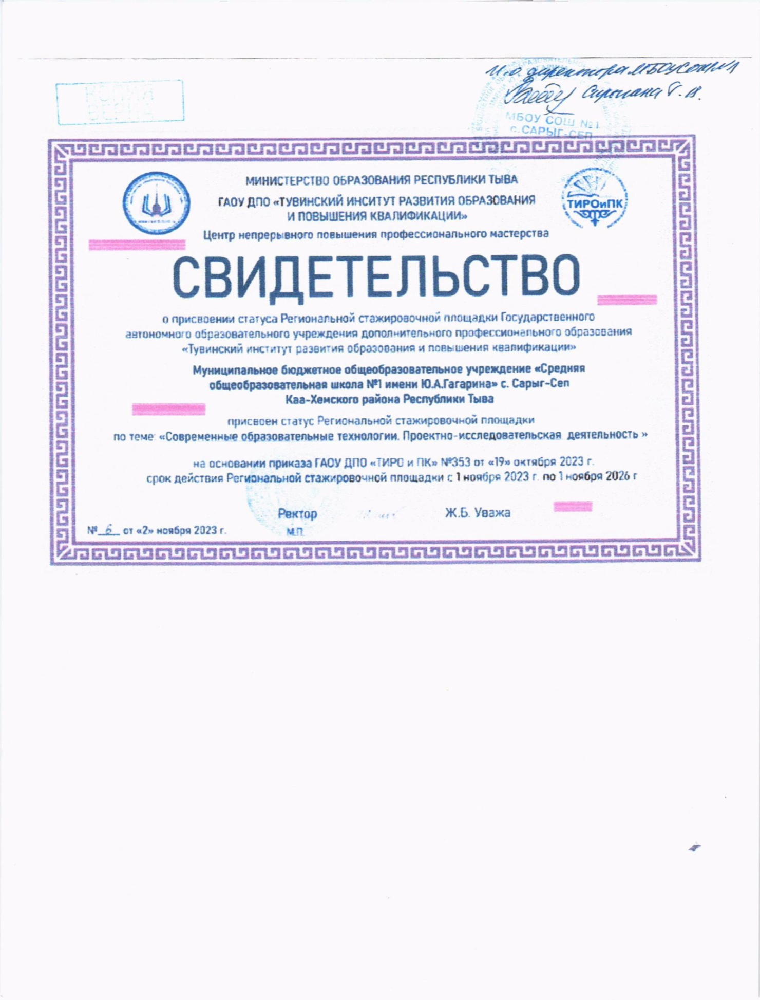 И.о. директора МБОУ СОШ №1
КОПИЯ
ВЕРНА
МБОУ СОШ №1
с. САРЫГ-СЕП
МИНИСТЕРСТВО ОБРАЗОВАНИЯ РЕСПУБЛИКИ ТЫВА
ГАОУ ДПО «ТУВИНСКИЙ ИНСИТУТ РАЗВИТИЯ ОБРАЗОВАНИЯ
И ПОВЫШЕНИЯ КВАЛИФИКАЦИИ»
ТИРОиПК
Центр непрерывного повышения профессионального мастерства
СВИДЕТЕЛЬСТВО
о присвоении статуса Региональной стажировочной площадки Государственного
автономного образовательного учреждения дополнительного профессионального образования
«Тувинский институт развития образования и повышения квалификации»
Муниципальное бюджетное общеобразовательное учреждение «Средняя
общеобразовательная школа №1 имени Ю.А.Гагарина» с. Сарыг-Сеп
Каа-Хемского района Республики Тыва
присвоен статус Региональной стажировочной площадки
по теме: «Современные образовательные технологии. Проектно-исследовательская деятельность »
на основании приказа ГАОУ ДПО «ТИРО и ПК» №353 от «19» октября 2023 г.
срок действия Региональной стажировочной площадки с 1 ноября 2023 г. по 1 ноября 2026 г
Ректор Ж.Б. Уважа
№ 6 от «2» ноября 2023 г.
М.П.